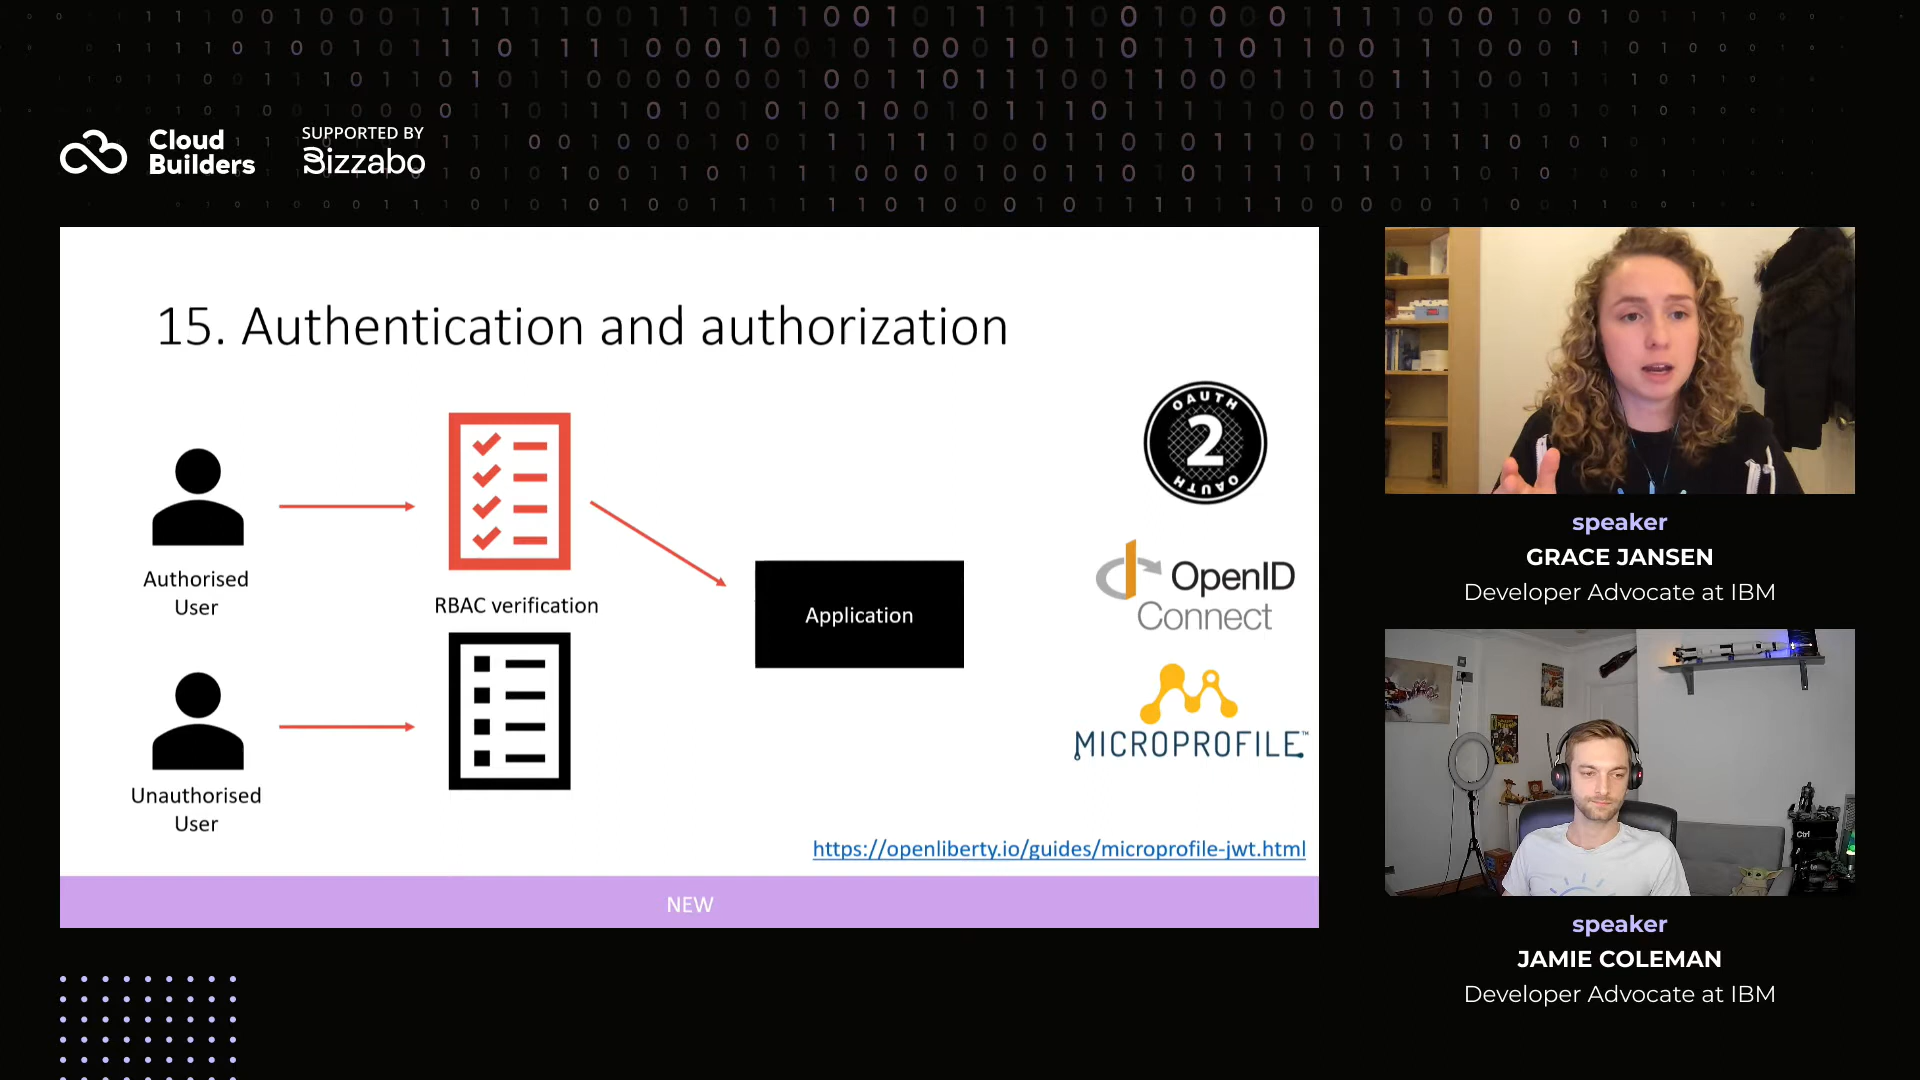 Cloud
Builders
SUPPORTED BY
Bizzabo
15. Authentication and authorization
Authorised
User
RBAC verification
Unauthorised
User
Application
OAUTH
2
OAUTH
OpenID
Connect
MICROPROFILE™
https://openliberty.io/guides/microprofile-jwt.html
NEW
speaker
GRACE JANSEN
Developer Advocate at IBM
Ctrl
speaker
JAMIE COLEMAN
Developer Advocate at IBM